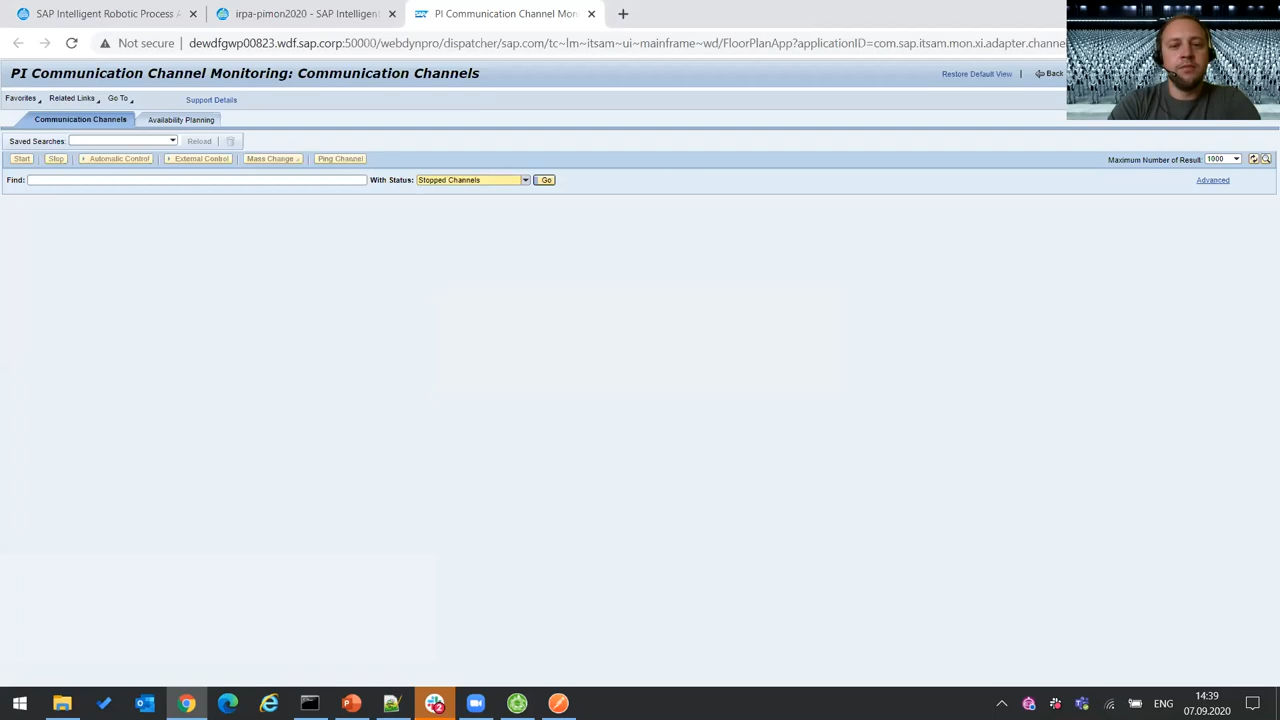 SAP Intelligent Robotic Process A
irpa-pimon2020 - SAP Intelligent
PI Communication Channel Mon
Not secure
dewdfgwp00823.wdf.sap.corp:50000/webdynpro/dispatcher/sap.com/tc~lm~itsam~ui~mainframe~wd/FloorPlanApp?applicationID=com.sap.itsam.mon.xi.adapter.channe
PI Communication Channel Monitoring: Communication Channels
Restore Default View
Back
Favorites
Related Links
Go To
Support Details
Communication Channels
Availability Planning
Saved Searches:
Reload
Start
Stop
Automatic Control
External Control
Mass Change
Ping Channel
Maximum Number of Result:
1000
Find:
With Status:
Stopped Channels
Go
Advanced
ENG
14:39
07.09.2020